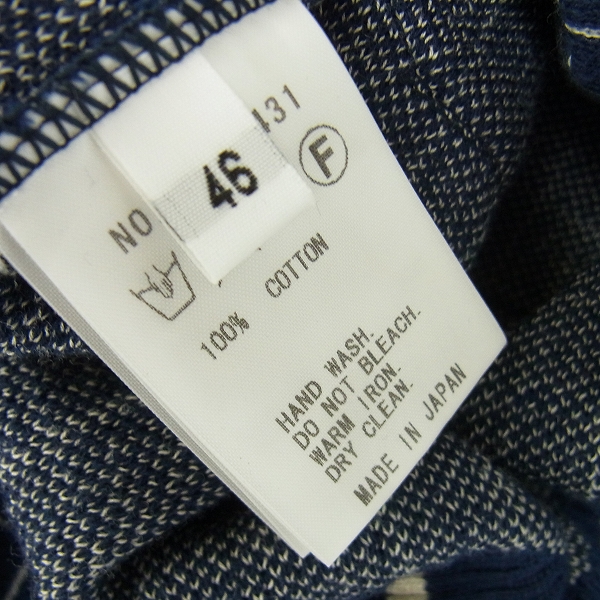 NO 431
46
F
100% COTTON
HAND WASH.
DO NOT BLEACH.
WARM IRON.
DRY CLEAN.
MADE IN JAPAN